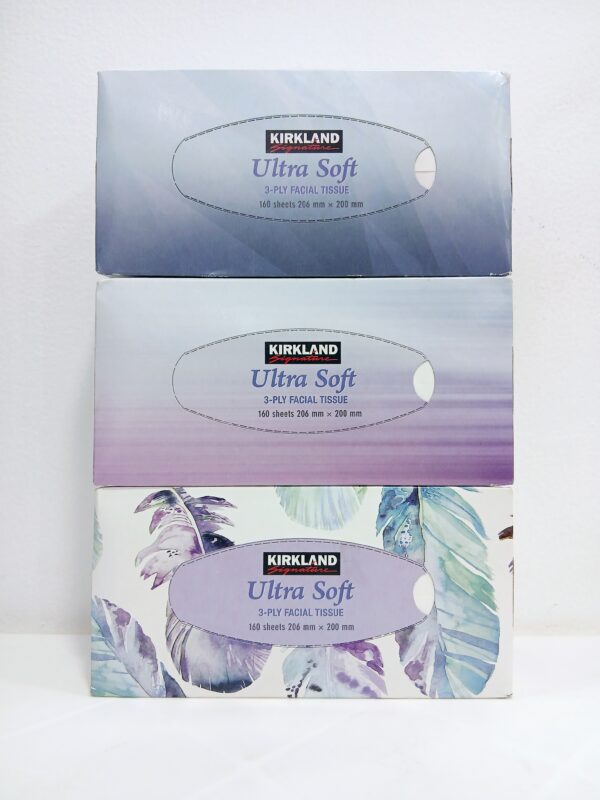 KIRKLAND
Signature
Ultra Soft
3-PLY FACIAL TISSUE
160 sheets 206 mm × 200 mm
KIRKLAND
Signature
Ultra Soft
3-PLY FACIAL TISSUE
160 sheets 206 mm × 200 mm
KIRKLAND
Signature
Ultra Soft
3-PLY FACIAL TISSUE
160 sheets 206 mm × 200 mm